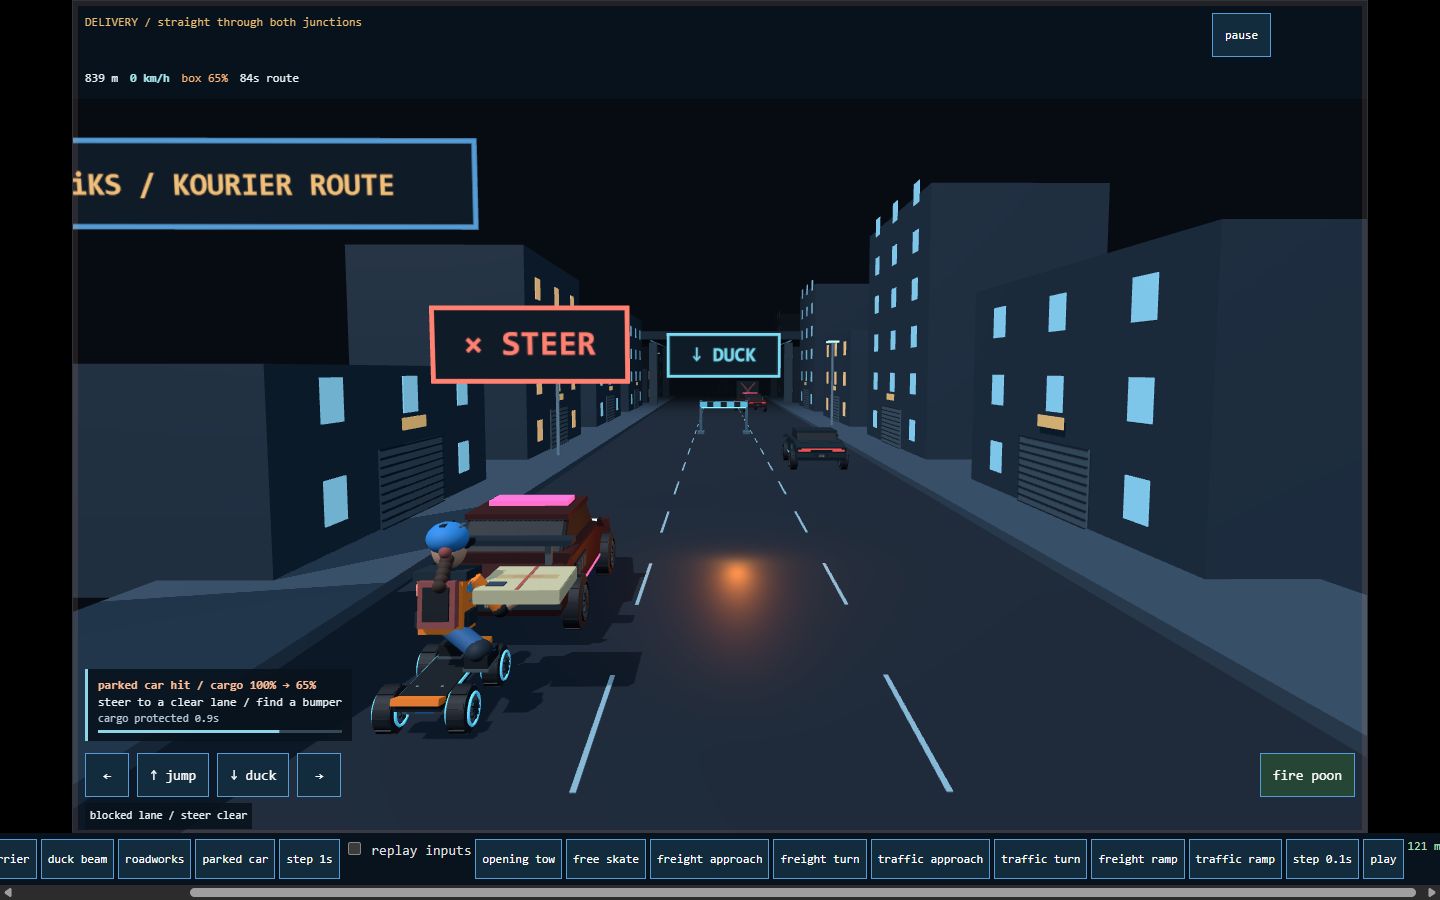 DELIVERY / straight through both junctions
pause
839 m 0 km/h box 65% 84s route
iKS / KOURIER ROUTE
× STEER
↓ DUCK
parked car hit / cargo 100% → 65%
steer to a clear lane / find a bumper
cargo protected 0.9s
← ↑ jump ↓ duck →
fire poon
blocked lane / steer clear
rrier duck beam roadworks parked car step 1s replay inputs opening tow free skate freight approach freight turn traffic approach traffic turn freight ramp traffic ramp step 0.1s play 121 m